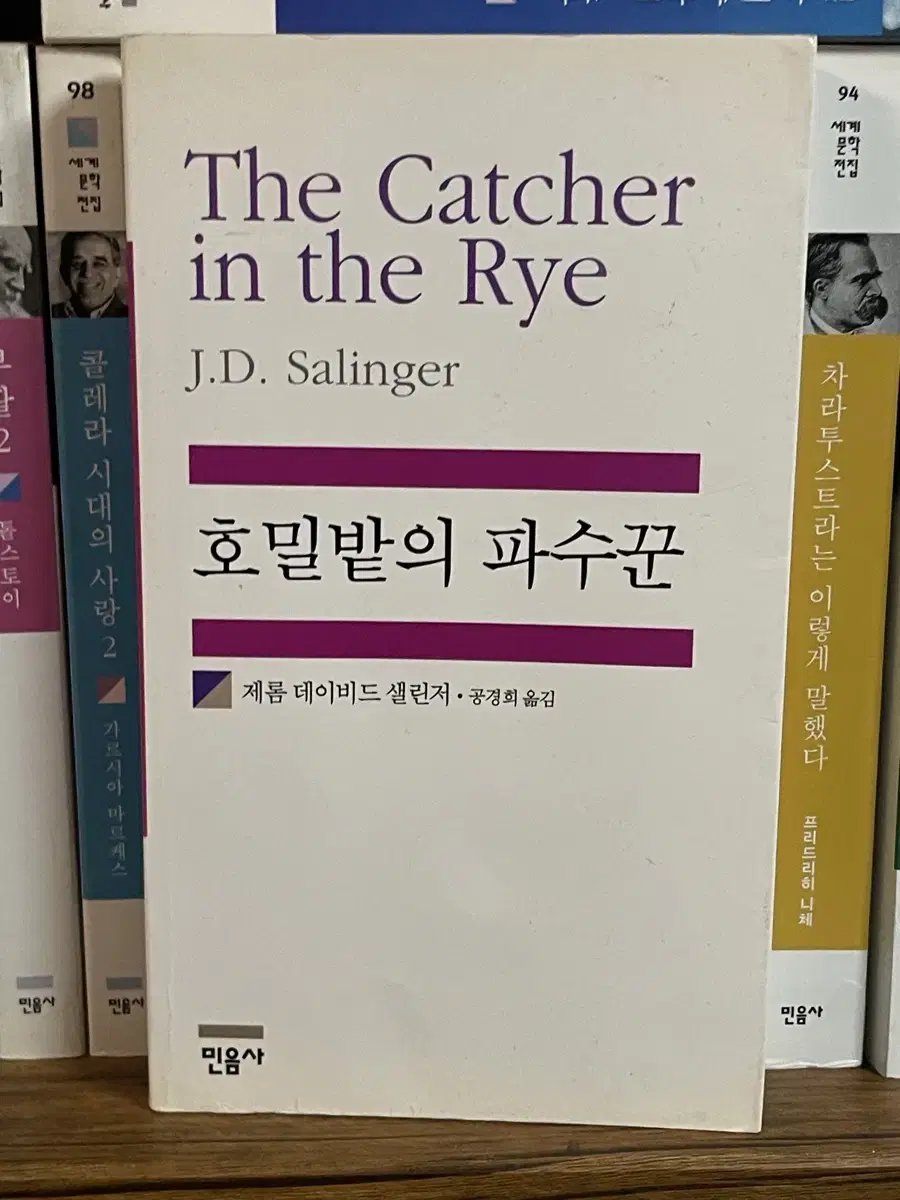 The Catcher
in the Rye
J.D. Salinger
호밀밭의 파수꾼
제롬 데이비드 샐린저 · 공경희 옮김
민음사
98
세계
문학
전집
콜레라 시대의 사랑 2
가르시아 마르케스
민음사
2
톨스토이
민음사
94
세계
문학
전집
차라투스트라는 이렇게 말했다
프리드리히 니체
민음사